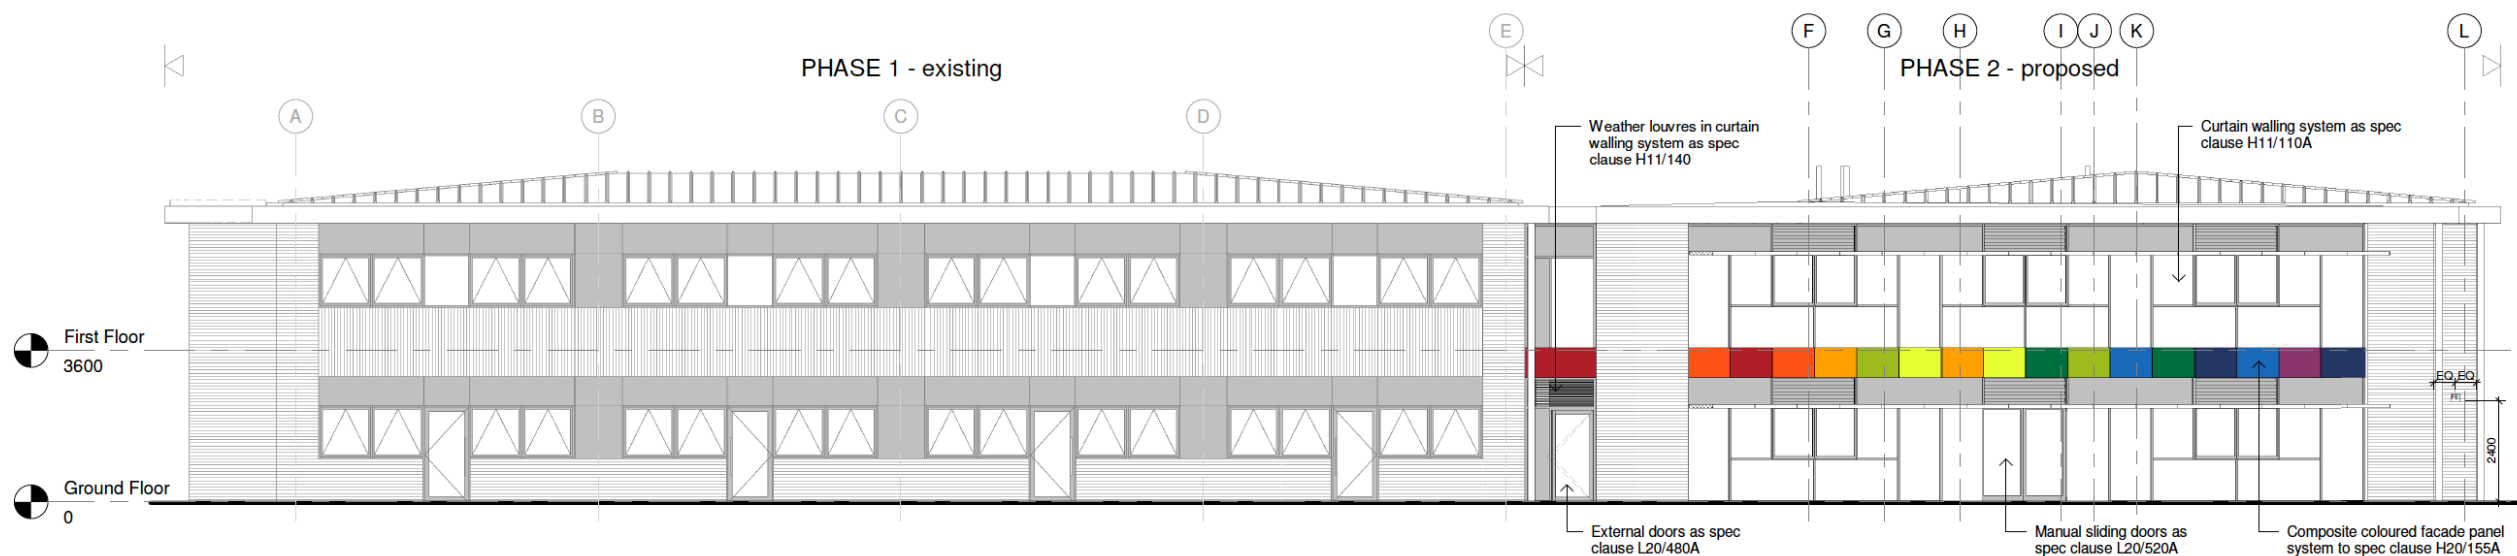 E
F
G
H
I
J
K
L
PHASE 1 - existing
PHASE 2 - proposed
A
B
C
D
Weather louvres in curtain
walling system as spec
clause H11/140
Curtain walling system as spec
clause H11/110A
First Floor
3600
EQ EQ
FE
2400
Ground Floor
0
External doors as spec
clause L20/480A
Manual sliding doors as
spec clause L20/520A
Composite coloured facade panel
system to spec clause H20/155A